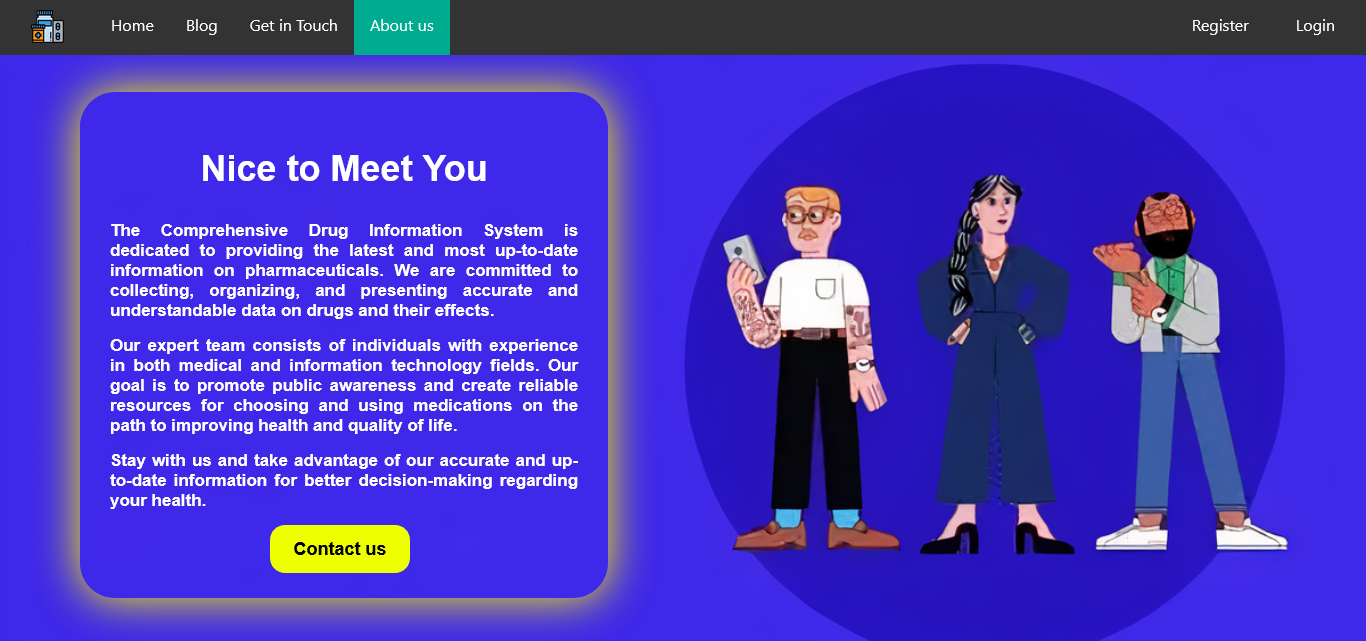 Home
Blog
Get in Touch
About us
Register
Login
Nice to Meet You
The Comprehensive Drug Information System is
dedicated to providing the latest and most up-to-date
information on pharmaceuticals. We are committed to
collecting, organizing, and presenting accurate and
understandable data on drugs and their effects.
Our expert team consists of individuals with experience
in both medical and information technology fields. Our
goal is to promote public awareness and create reliable
resources for choosing and using medications on the
path to improving health and quality of life.
Stay with us and take advantage of our accurate and up-
to-date information for better decision-making regarding
your health.
Contact us